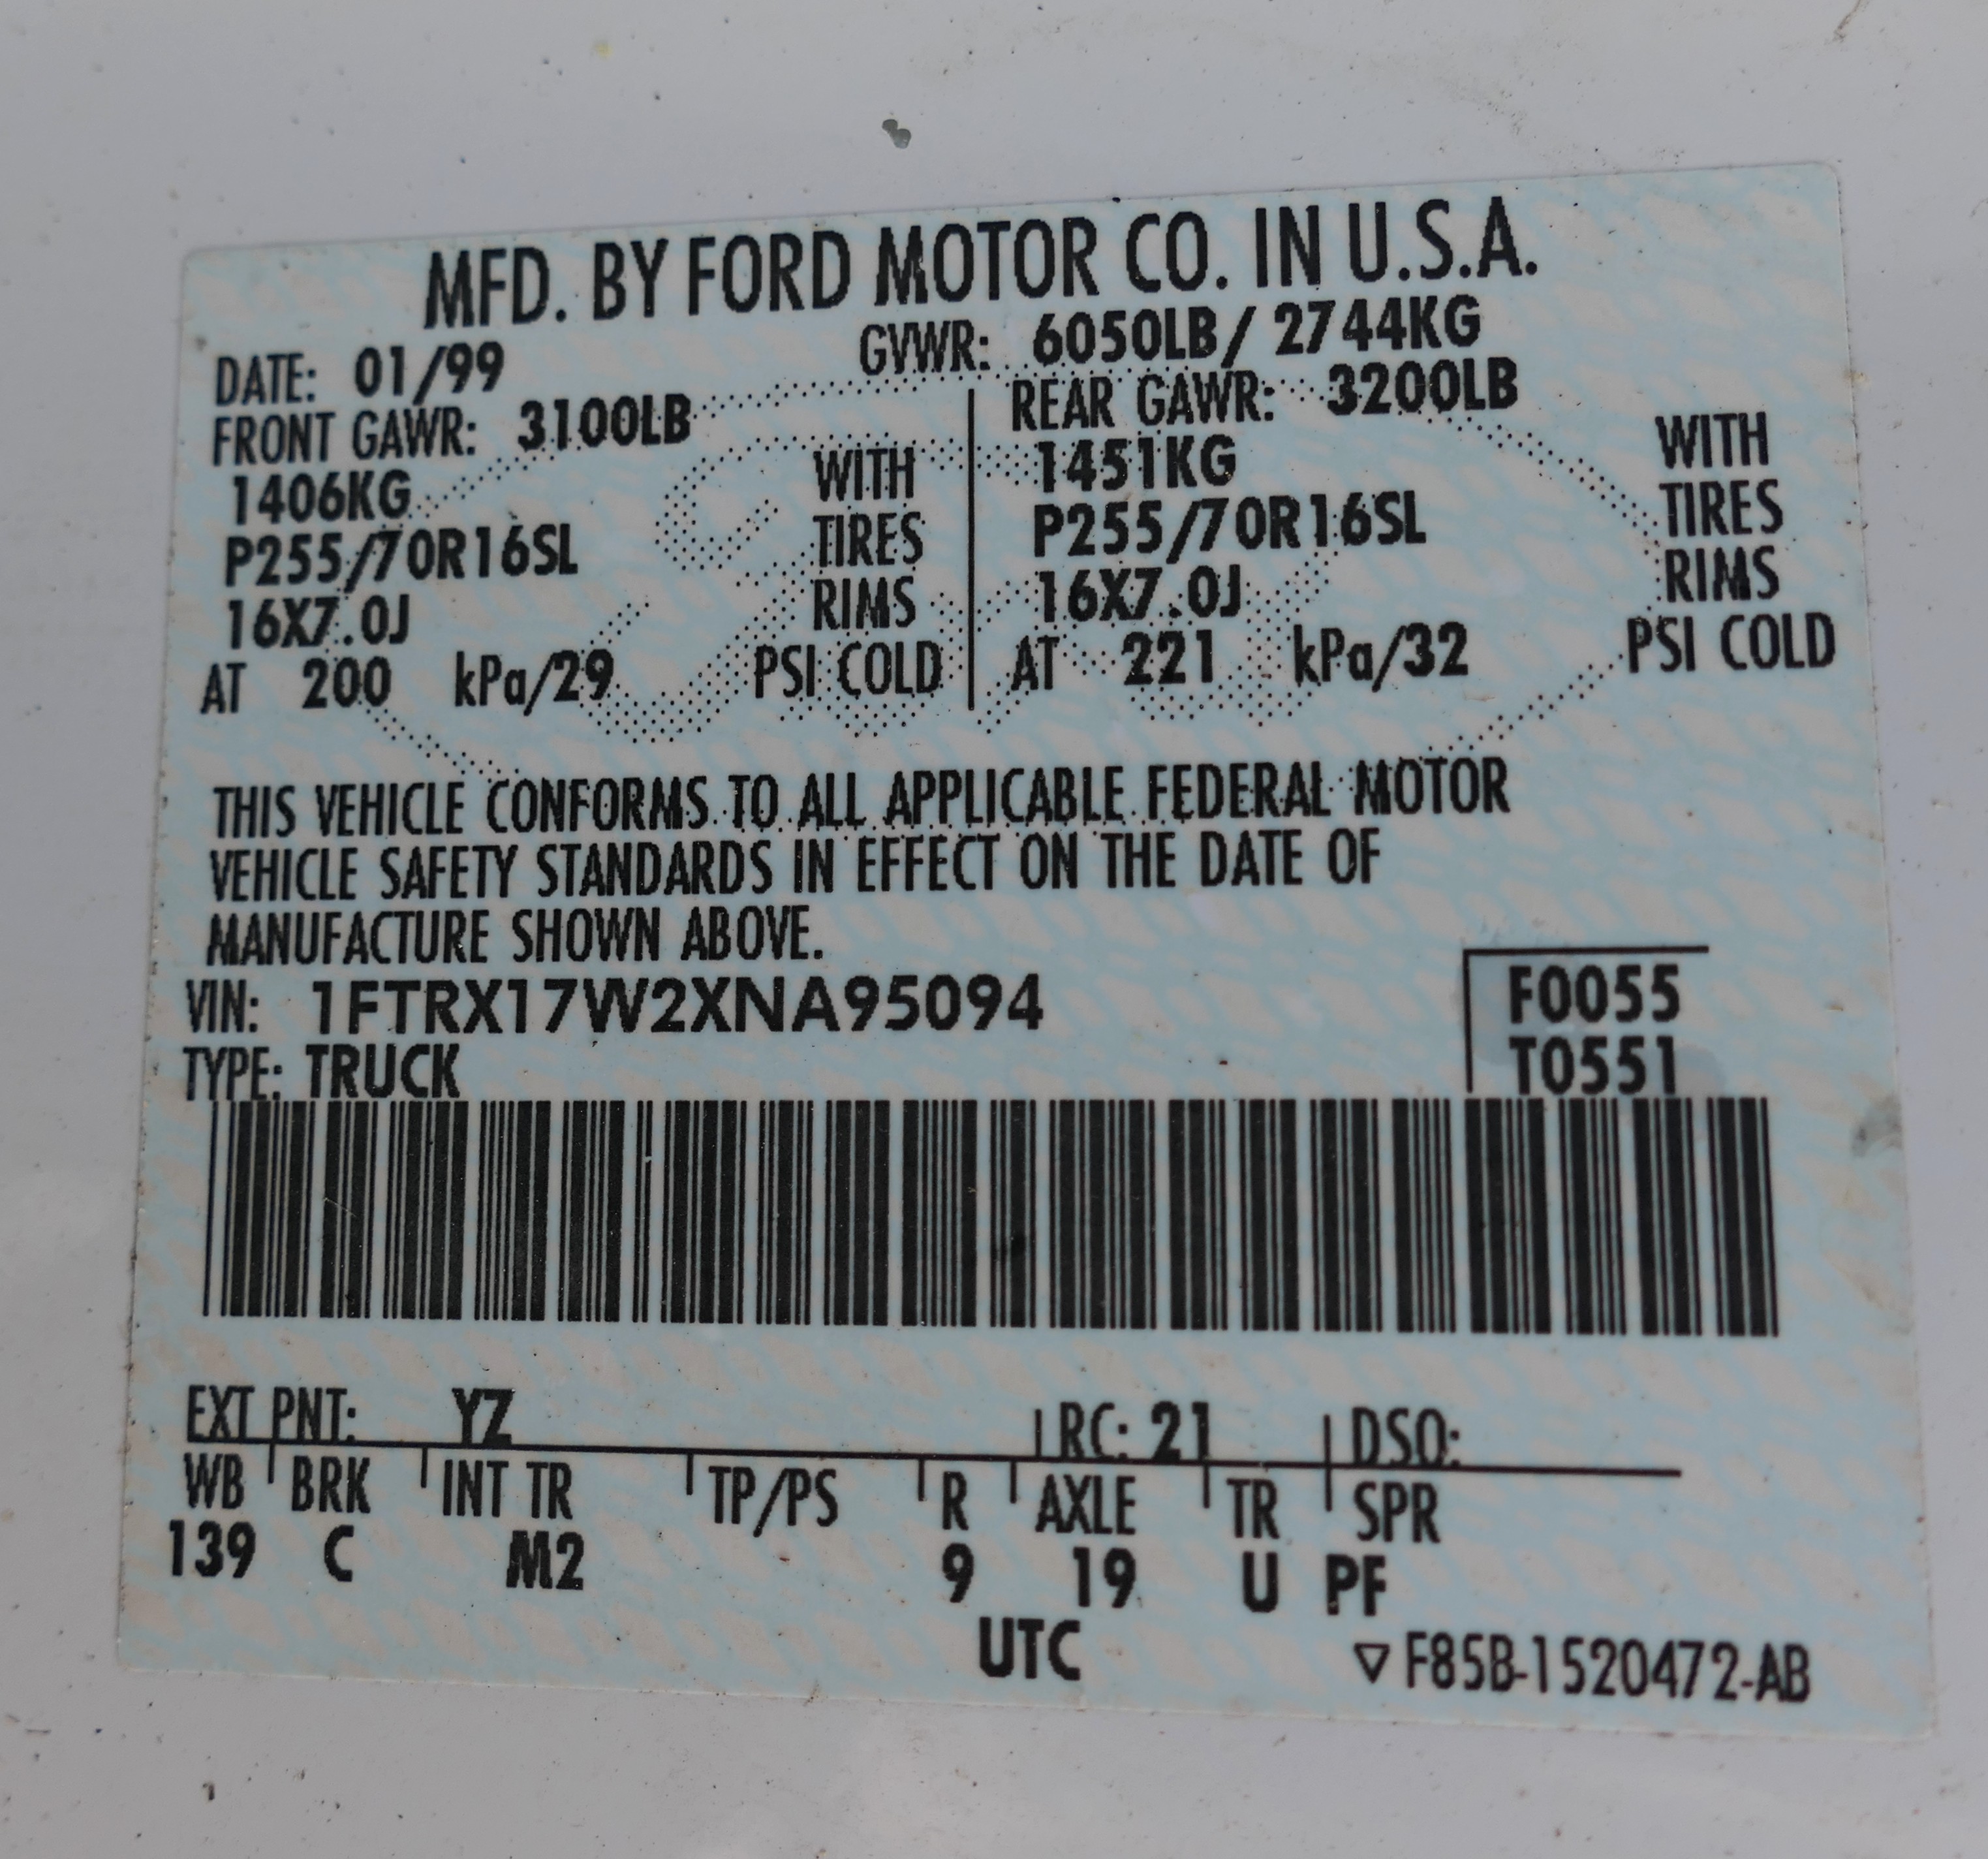 MFD. BY FORD MOTOR CO. IN U.S.A.
DATE: 01/99 GVWR: 6050LB/ 2744KG
FRONT GAWR: 3100LB REAR GAWR: 3200LB
1406KG WITH 1451KG WITH
P255/70R16SL TIRES P255/70R16SL TIRES
16X7.0J RIMS 16X7.0J RIMS
AT 200 kPa/29 PSI COLD AT 221 kPa/32 PSI COLD
THIS VEHICLE CONFORMS TO ALL APPLICABLE FEDERAL MOTOR
VEHICLE SAFETY STANDARDS IN EFFECT ON THE DATE OF
MANUFACTURE SHOWN ABOVE.
VIN: 1FTRX17W2XNA95094 F0055
TYPE: TRUCK T0551
EXT PNT: YZ RC: 21 DSO:
WB BRK INT TR TP/PS R AXLE TR SPR
139 C M2 9 19 U PF
UTC ▽ F85B-1520472-AB